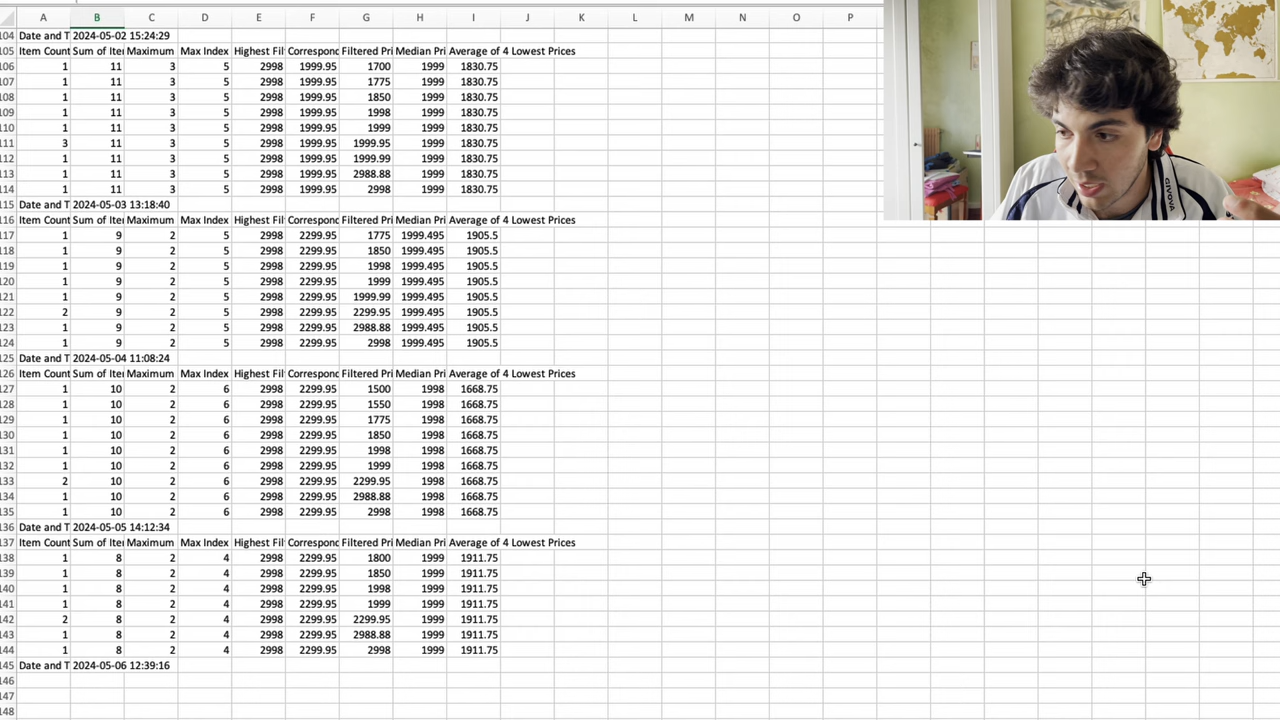 A B C D E F G H I J K L M N O P
104 Date and T 2024-05-02 15:24:29
105 Item Count Sum of Iter Maximum Max Index Highest Fil Correspond Filtered Pri Median Pri Average of 4 Lowest Prices
106 1 11 3 5 2998 1999.95 1700 1999 1830.75
107 1 11 3 5 2998 1999.95 1775 1999 1830.75
108 1 11 3 5 2998 1999.95 1850 1999 1830.75
109 1 11 3 5 2998 1999.95 1998 1999 1830.75
110 1 11 3 5 2998 1999.95 1999 1999 1830.75
111 3 11 3 5 2998 1999.95 1999.95 1999 1830.75
112 1 11 3 5 2998 1999.95 1999.99 1999 1830.75
113 1 11 3 5 2998 1999.95 2988.88 1999 1830.75
114 1 11 3 5 2998 1999.95 2998 1999 1830.75
115 Date and T 2024-05-03 13:18:40
116 Item Count Sum of Iter Maximum Max Index Highest Fil Correspond Filtered Pri Median Pri Average of 4 Lowest Prices
117 1 9 2 5 2998 2299.95 1775 1999.495 1905.5
118 1 9 2 5 2998 2299.95 1850 1999.495 1905.5
119 1 9 2 5 2998 2299.95 1998 1999.495 1905.5
120 1 9 2 5 2998 2299.95 1999 1999.495 1905.5
121 1 9 2 5 2998 2299.95 1999.99 1999.495 1905.5
122 2 9 2 5 2998 2299.95 2299.95 1999.495 1905.5
123 1 9 2 5 2998 2299.95 2988.88 1999.495 1905.5
124 1 9 2 5 2998 2299.95 2998 1999.495 1905.5
125 Date and T 2024-05-04 11:08:24
126 Item Count Sum of Iter Maximum Max Index Highest Fil Correspond Filtered Pri Median Pri Average of 4 Lowest Prices
127 1 10 2 6 2998 2299.95 1500 1998 1668.75
128 1 10 2 6 2998 2299.95 1550 1998 1668.75
129 1 10 2 6 2998 2299.95 1775 1998 1668.75
130 1 10 2 6 2998 2299.95 1850 1998 1668.75
131 1 10 2 6 2998 2299.95 1998 1998 1668.75
132 1 10 2 6 2998 2299.95 1999 1998 1668.75
133 2 10 2 6 2998 2299.95 2299.95 1998 1668.75
134 1 10 2 6 2998 2299.95 2988.88 1998 1668.75
135 1 10 2 6 2998 2299.95 2998 1998 1668.75
136 Date and T 2024-05-05 14:12:34
137 Item Count Sum of Iter Maximum Max Index Highest Fil Correspond Filtered Pri Median Pri Average of 4 Lowest Prices
138 1 8 2 4 2998 2299.95 1800 1999 1911.75
139 1 8 2 4 2998 2299.95 1850 1999 1911.75
140 1 8 2 4 2998 2299.95 1998 1999 1911.75
141 1 8 2 4 2998 2299.95 1999 1999 1911.75
142 2 8 2 4 2998 2299.95 2299.95 1999 1911.75
143 1 8 2 4 2998 2299.95 2988.88 1999 1911.75
144 1 8 2 4 2998 2299.95 2998 1999 1911.75
145 Date and T 2024-05-06 12:39:16
146
147
148
GIVOVA